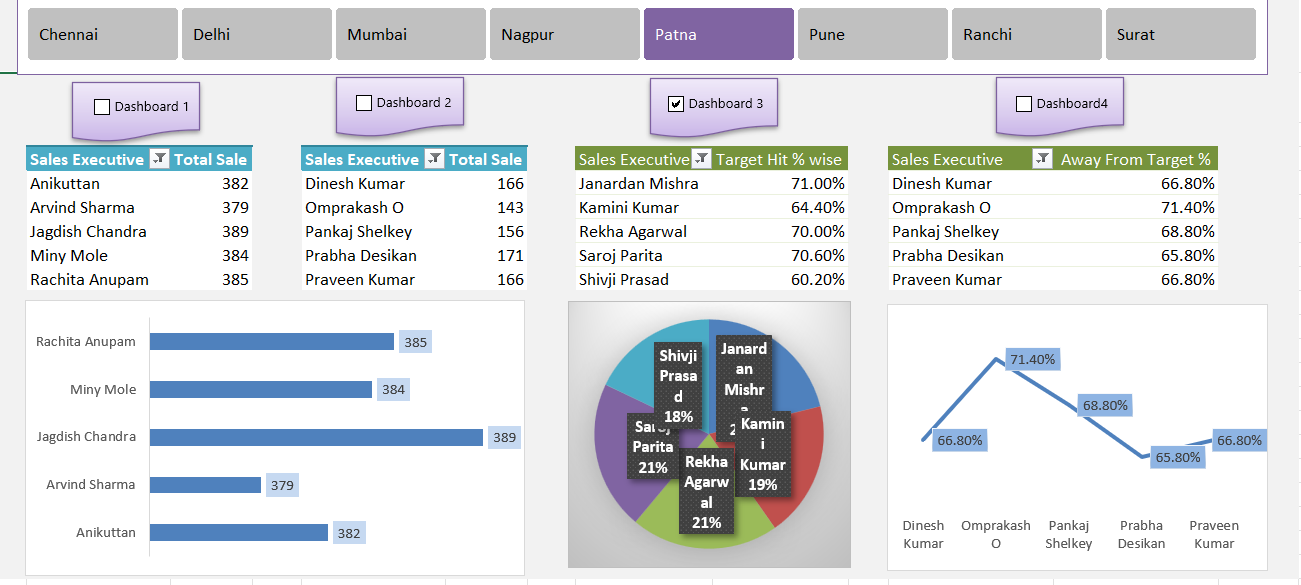 Chennai Delhi Mumbai Nagpur Patna Pune Ranchi Surat
Dashboard 1 Dashboard 2 Dashboard 3 Dashboard4
Sales Executive Total Sale
Anikuttan 382
Arvind Sharma 379
Jagdish Chandra 389
Miny Mole 384
Rachita Anupam 385
Sales Executive Total Sale
Dinesh Kumar 166
Omprakash O 143
Pankaj Shelkey 156
Prabha Desikan 171
Praveen Kumar 166
Sales Executive Target Hit % wise
Janardan Mishra 71.00%
Kamini Kumar 64.40%
Rekha Agarwal 70.00%
Saroj Parita 70.60%
Shivji Prasad 60.20%
Sales Executive Away From Target %
Dinesh Kumar 66.80%
Omprakash O 71.40%
Pankaj Shelkey 68.80%
Prabha Desikan 65.80%
Praveen Kumar 66.80%
Rachita Anupam 385
Miny Mole 384
Jagdish Chandra 389
Arvind Sharma 379
Anikuttan 382
Shivji
Prasa
d
18%
Janard
an
Mishr
Kamin
i
Kumar
19%
Saroj
Parita
21%
Rekha
Agarw
al
21%
66.80%
71.40%
68.80%
65.80%
66.80%
Dinesh Omprakash Pankaj Prabha Praveen
Kumar O Shelkey Desikan Kumar